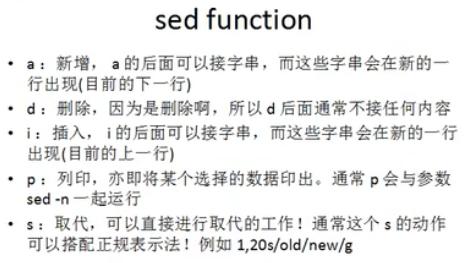 sed function
• a：新增，a 的后面可以接字串，而这些字串会在新的一
行出现(目前的下一行)
• d：删除，因为是删除啊，所以 d 后面通常不接任何内容
• i：插入，i 的后面可以接字串，而这些字串会在新的一行
出现(目前的上一行)
• p：列印，亦即将某个选择的数据印出。通常 p 会与参数
sed -n 一起运行
• s：取代，可以直接进行取代的工作！通常这个 s 的动作
可以搭配正规表示法！例如 1,20s/old/new/g